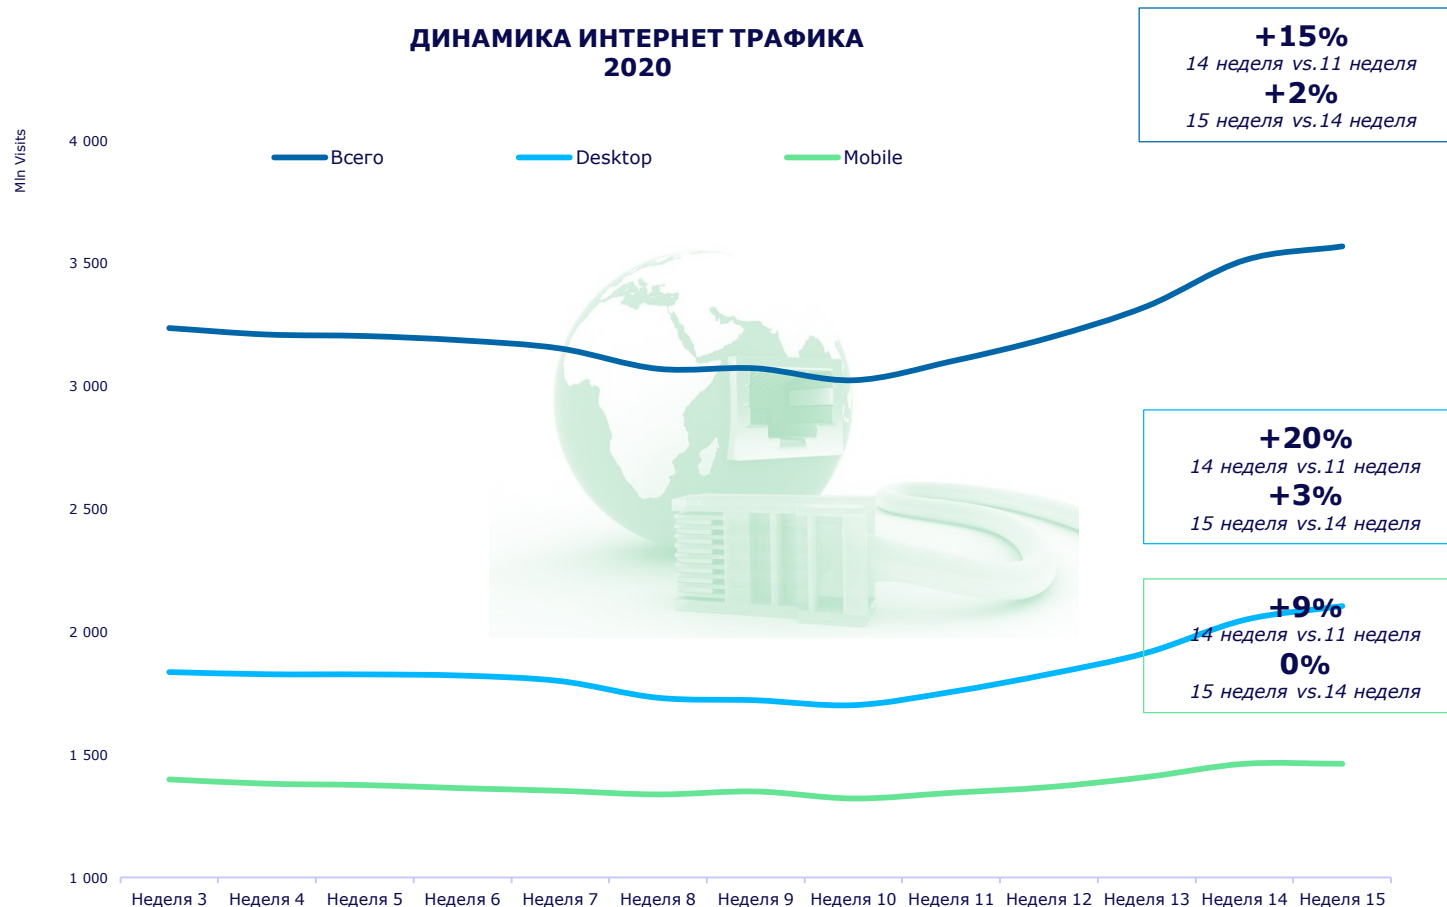 ДИНАМИКА ИНТЕРНЕТ ТРАФИКА
2020
+15%
14 неделя vs.11 неделя
+2%
15 неделя vs.14 неделя
Mln Visits
Всего
Desktop
Mobile
4 000
3 500
3 000
2 500
2 000
1 500
1 000
+20%
14 неделя vs.11 неделя
+3%
15 неделя vs.14 неделя
+9%
14 неделя vs.11 неделя
0%
15 неделя vs.14 неделя
Неделя 3
Неделя 4
Неделя 5
Неделя 6
Неделя 7
Неделя 8
Неделя 9
Неделя 10
Неделя 11
Неделя 12
Неделя 13
Неделя 14
Неделя 15